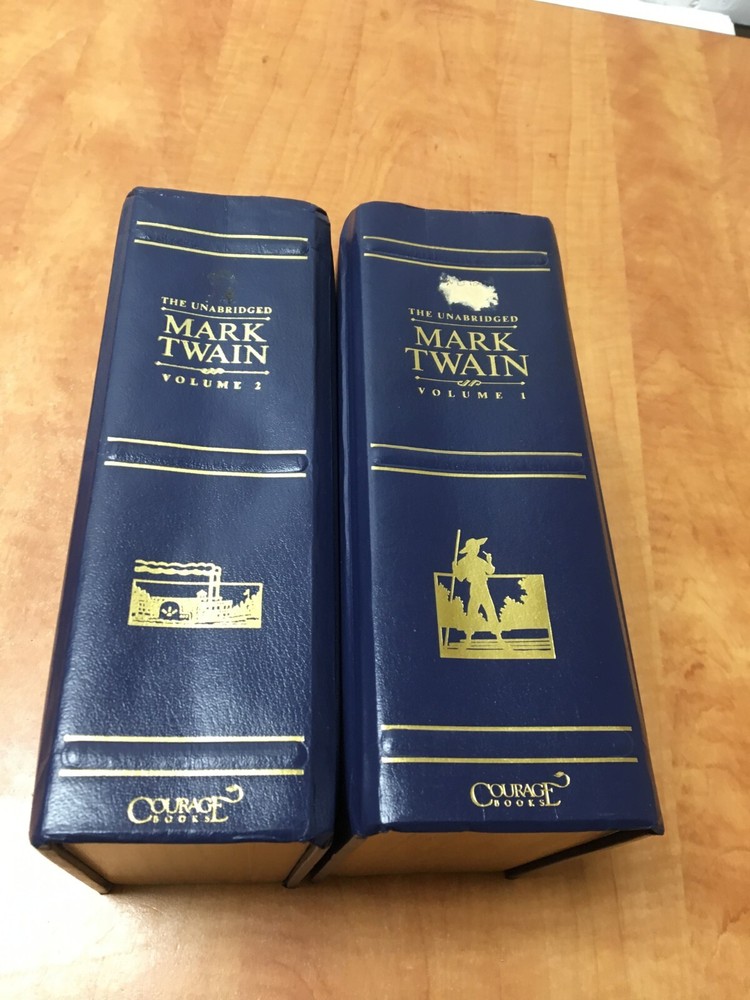 THE UNABRIDGED
MARK
TWAIN
VOLUME 2
COURAGE
BOOKS
THE UNABRIDGED
MARK
TWAIN
VOLUME 1
COURAGE
BOOKS